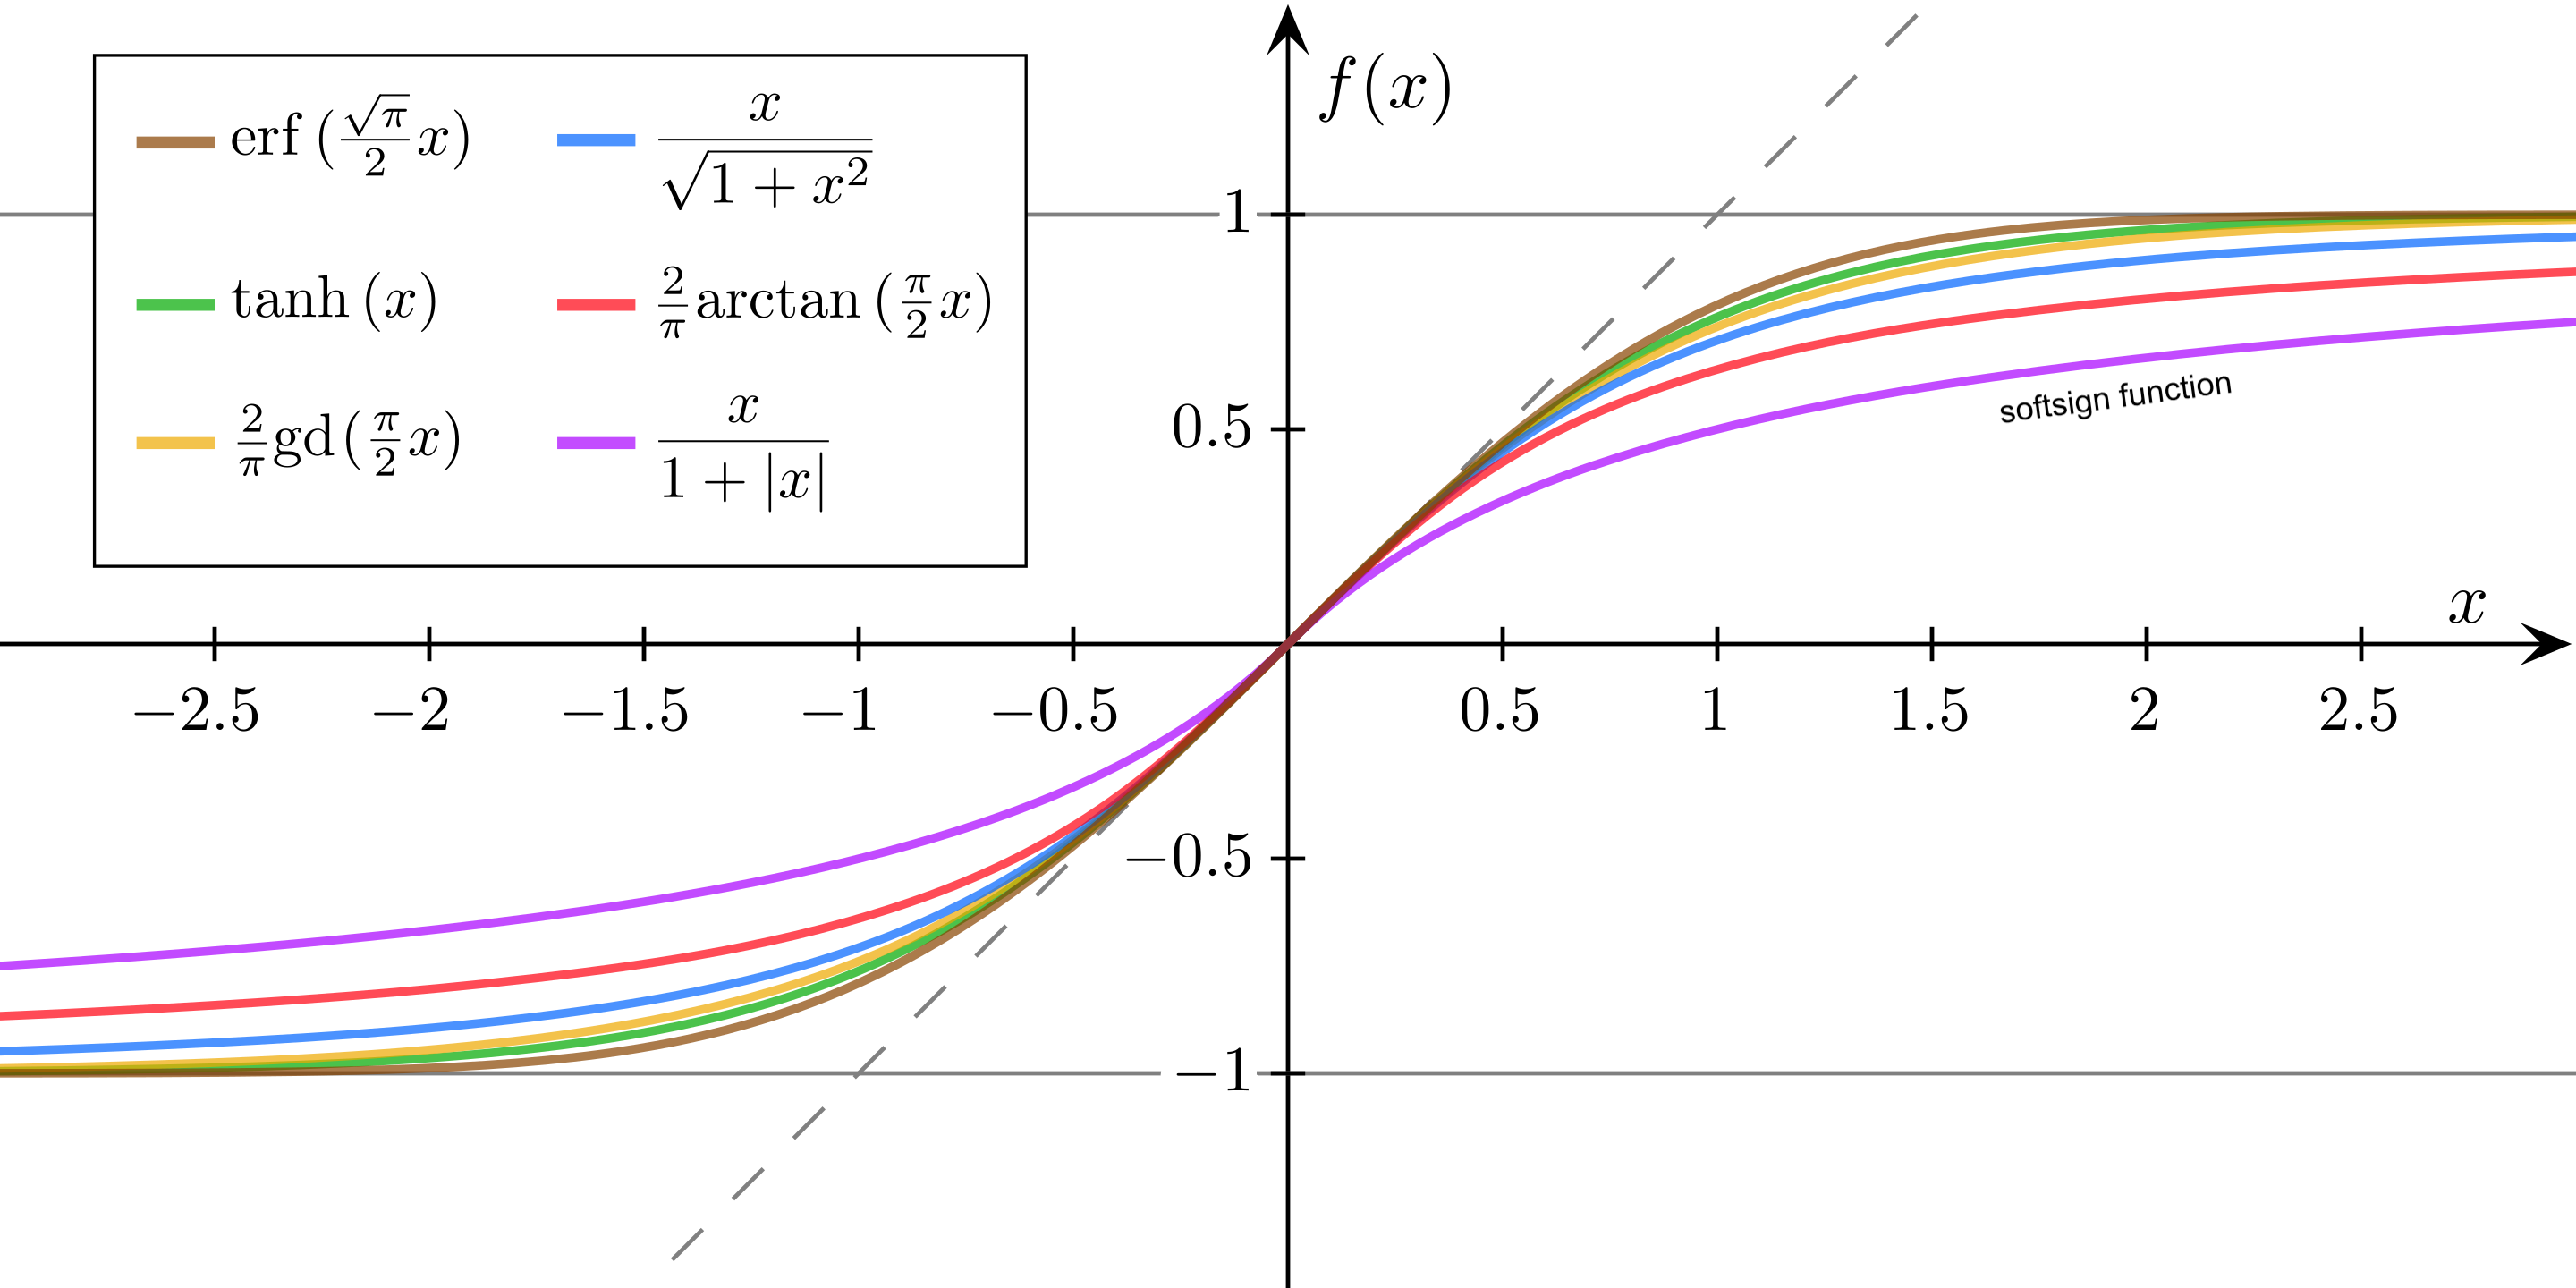 f(x)
erf(√π/2 x)
x/√(1 + x²)
tanh(x)
2/π arctan(π/2 x)
2/π gd(π/2 x)
x/(1 + |x|)
1
0.5
softsign function
x
−2.5 −2 −1.5 −1 −0.5 0.5 1 1.5 2 2.5
−0.5
−1